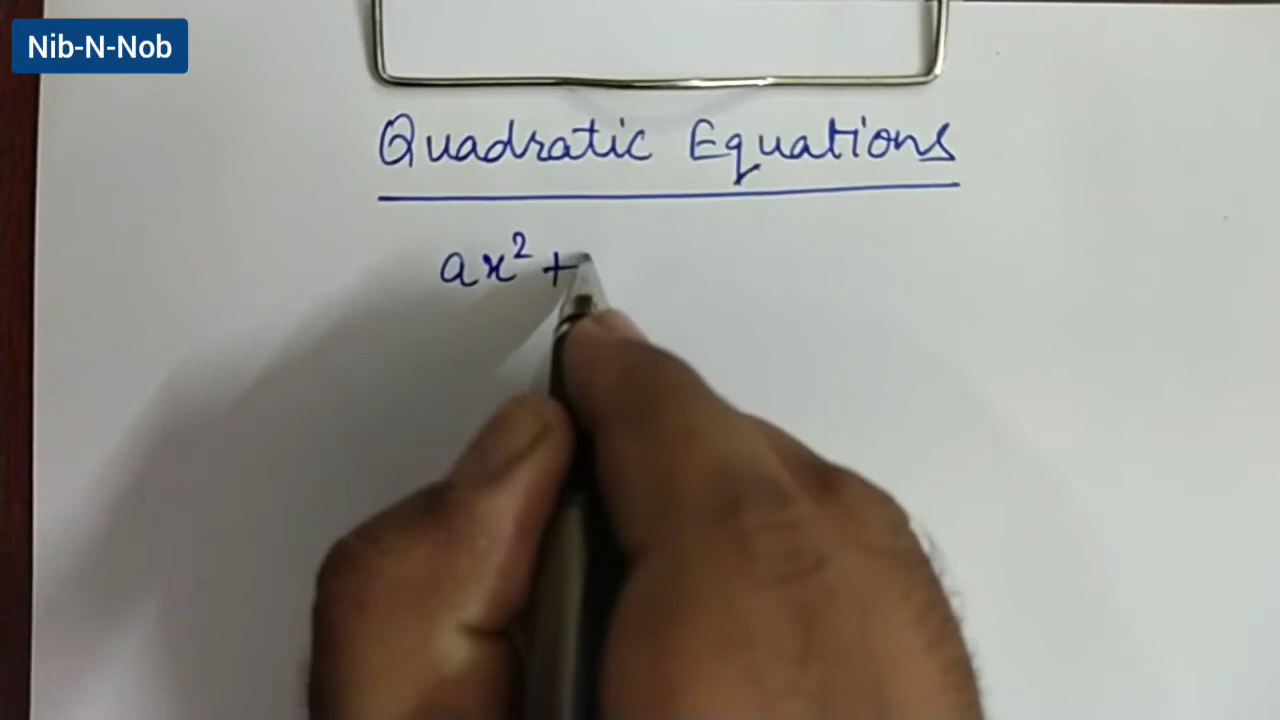 Nib-N-Nob
Quadratic Equations
ax² +